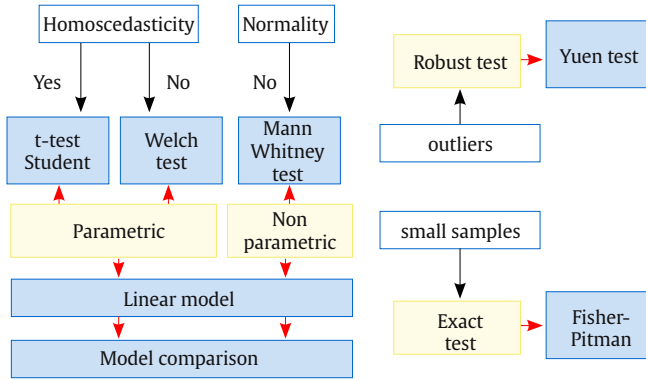 Homoscedasticity
Normality
Yes
No
No
t-test
Student
Welch
test
Mann
Whitney
test
Parametric
Non
parametric
Linear model
Model comparison
Robust test
Yuen test
outliers
small samples
Exact
test
Fisher-
Pitman